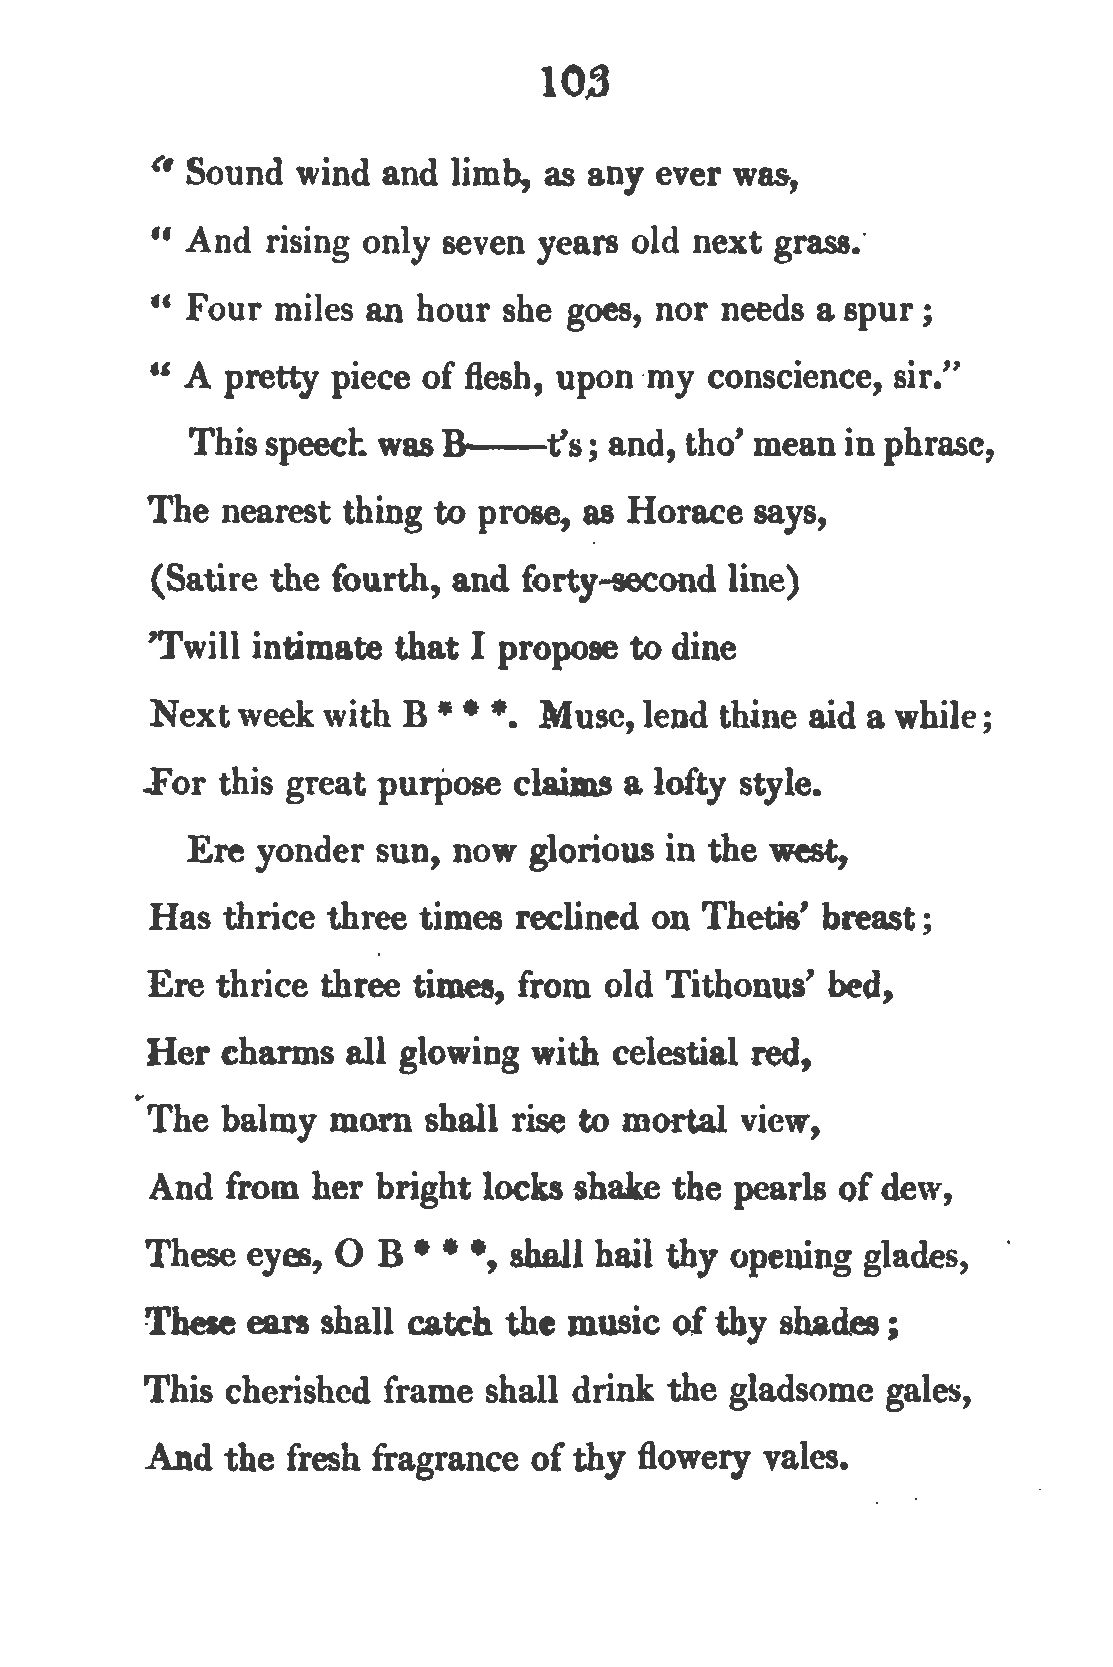 103
“ Sound wind and limb, as any ever was,
“ And rising only seven years old next grass.
“ Four miles an hour she goes, nor needs a spur ;
“ A pretty piece of flesh, upon my conscience, sir.”
This speech was B——t’s ; and, tho’ mean in phrase,
The nearest thing to prose, as Horace says,
(Satire the fourth, and forty-second line)
’Twill intimate that I propose to dine
Next week with B * * *. Muse, lend thine aid a while ;
For this great purpose claims a lofty style.
Ere yonder sun, now glorious in the west,
Has thrice three times reclined on Thetis’ breast ;
Ere thrice three times, from old Tithonus’ bed,
Her charms all glowing with celestial red,
The balmy morn shall rise to mortal view,
And from her bright locks shake the pearls of dew,
These eyes, O B * * *, shall hail thy opening glades,
These ears shall catch the music of thy shades ;
This cherished frame shall drink the gladsome gales,
And the fresh fragrance of thy flowery vales.